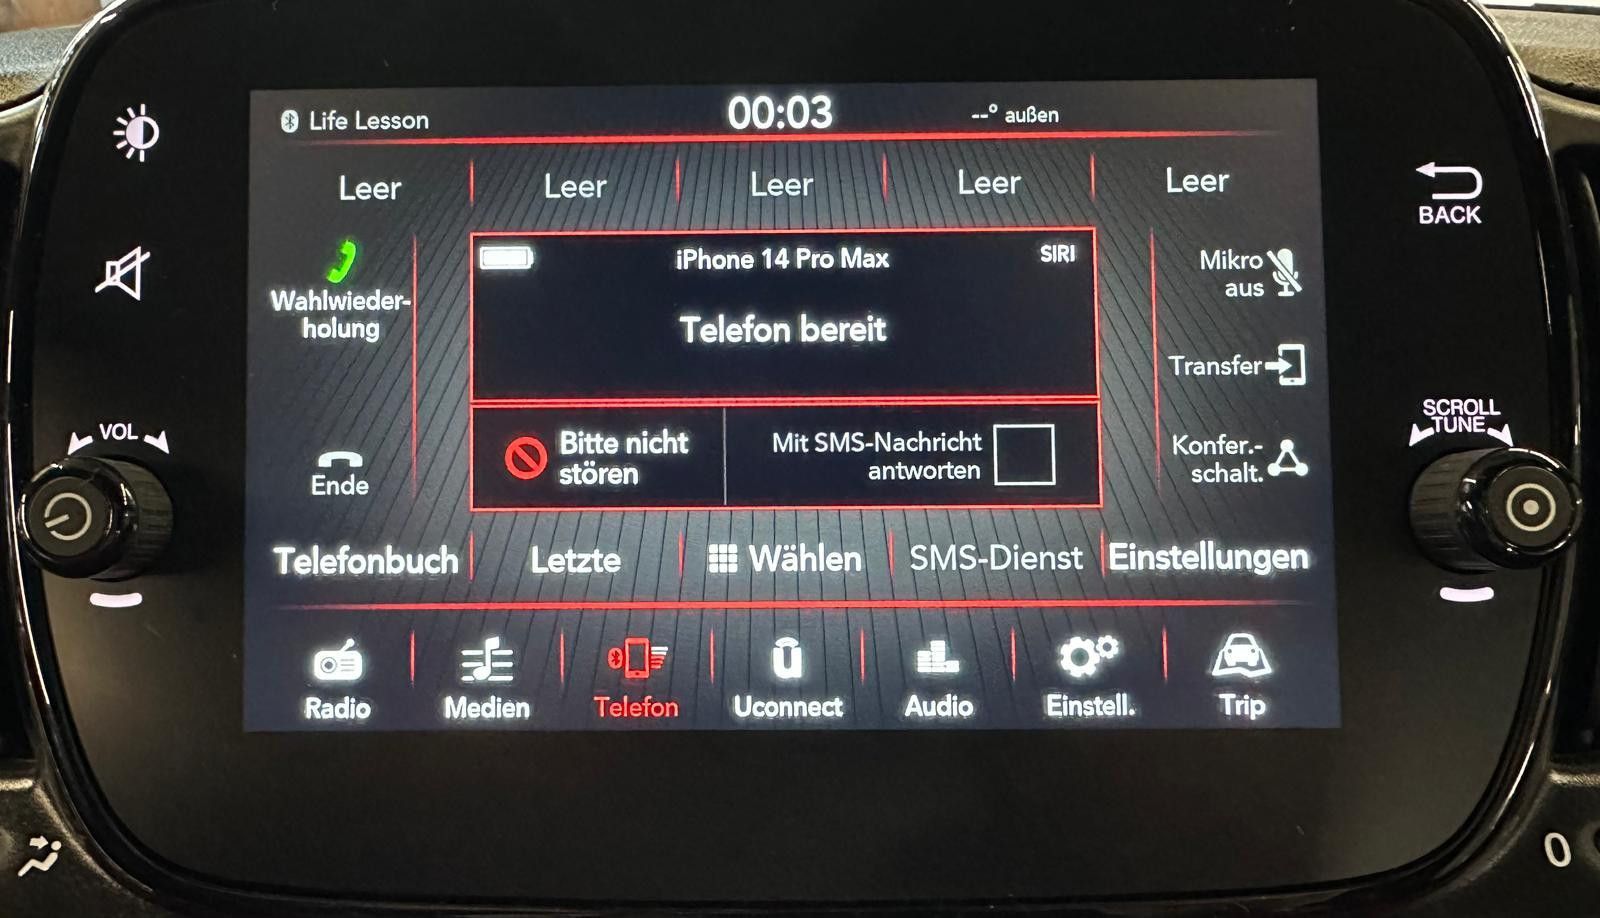 Life Lesson
00:03
--° außen
Leer
Leer
Leer
Leer
Leer
BACK
Wahlwieder-
holung
iPhone 14 Pro Max
SIRI
Telefon bereit
Mikro
aus
Transfer
VOL
SCROLL
TUNE
Bitte nicht
stören
Mit SMS-Nachricht
antworten
Konfer.-
schalt.
Ende
Telefonbuch
Letzte
Wählen
SMS-Dienst
Einstellungen
Radio
Medien
Telefon
Uconnect
Audio
Einstell.
Trip
0